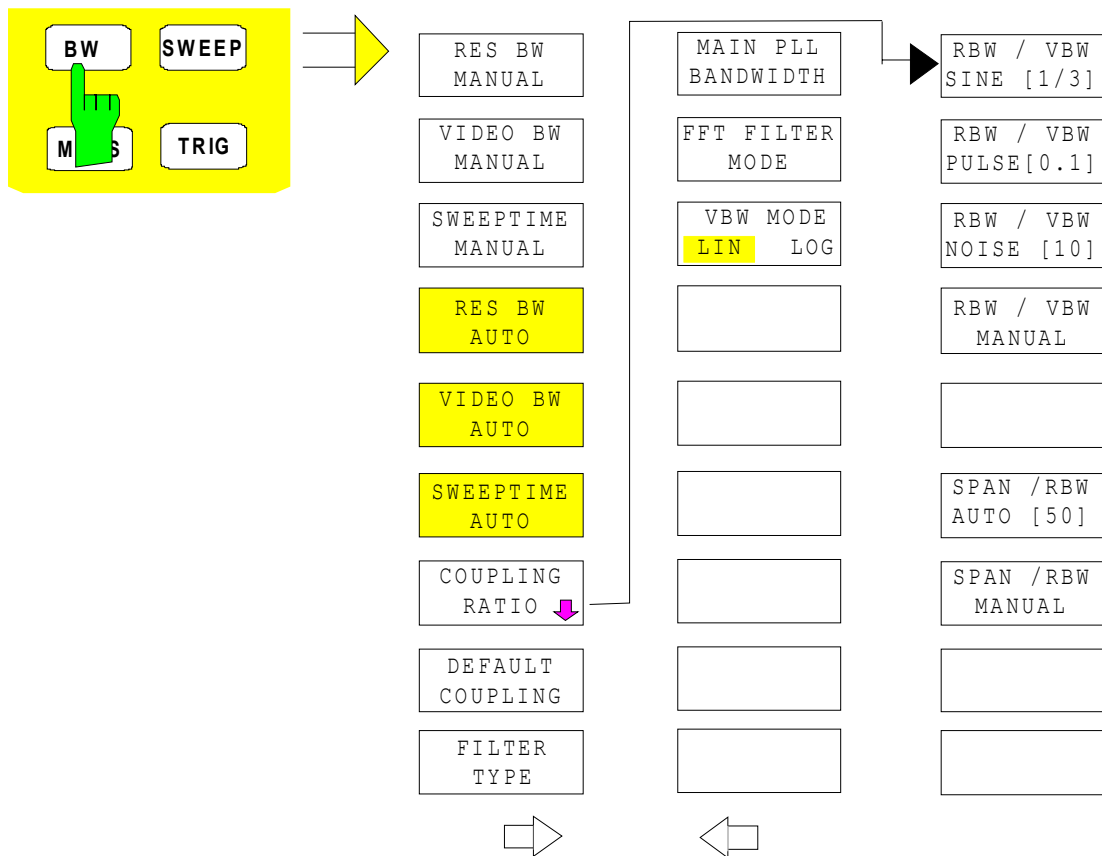 BW
SWEEP
M S
TRIG
RES BW
MANUAL
VIDEO BW
MANUAL
SWEEPTIME
MANUAL
RES BW
AUTO
VIDEO BW
AUTO
SWEEPTIME
AUTO
COUPLING
RATIO
DEFAULT
COUPLING
FILTER
TYPE
MAIN PLL
BANDWIDTH
FFT FILTER
MODE
VBW MODE
LIN LOG
RBW / VBW
SINE [1/3]
RBW / VBW
PULSE[0.1]
RBW / VBW
NOISE [10]
RBW / VBW
MANUAL
SPAN /RBW
AUTO [50]
SPAN /RBW
MANUAL